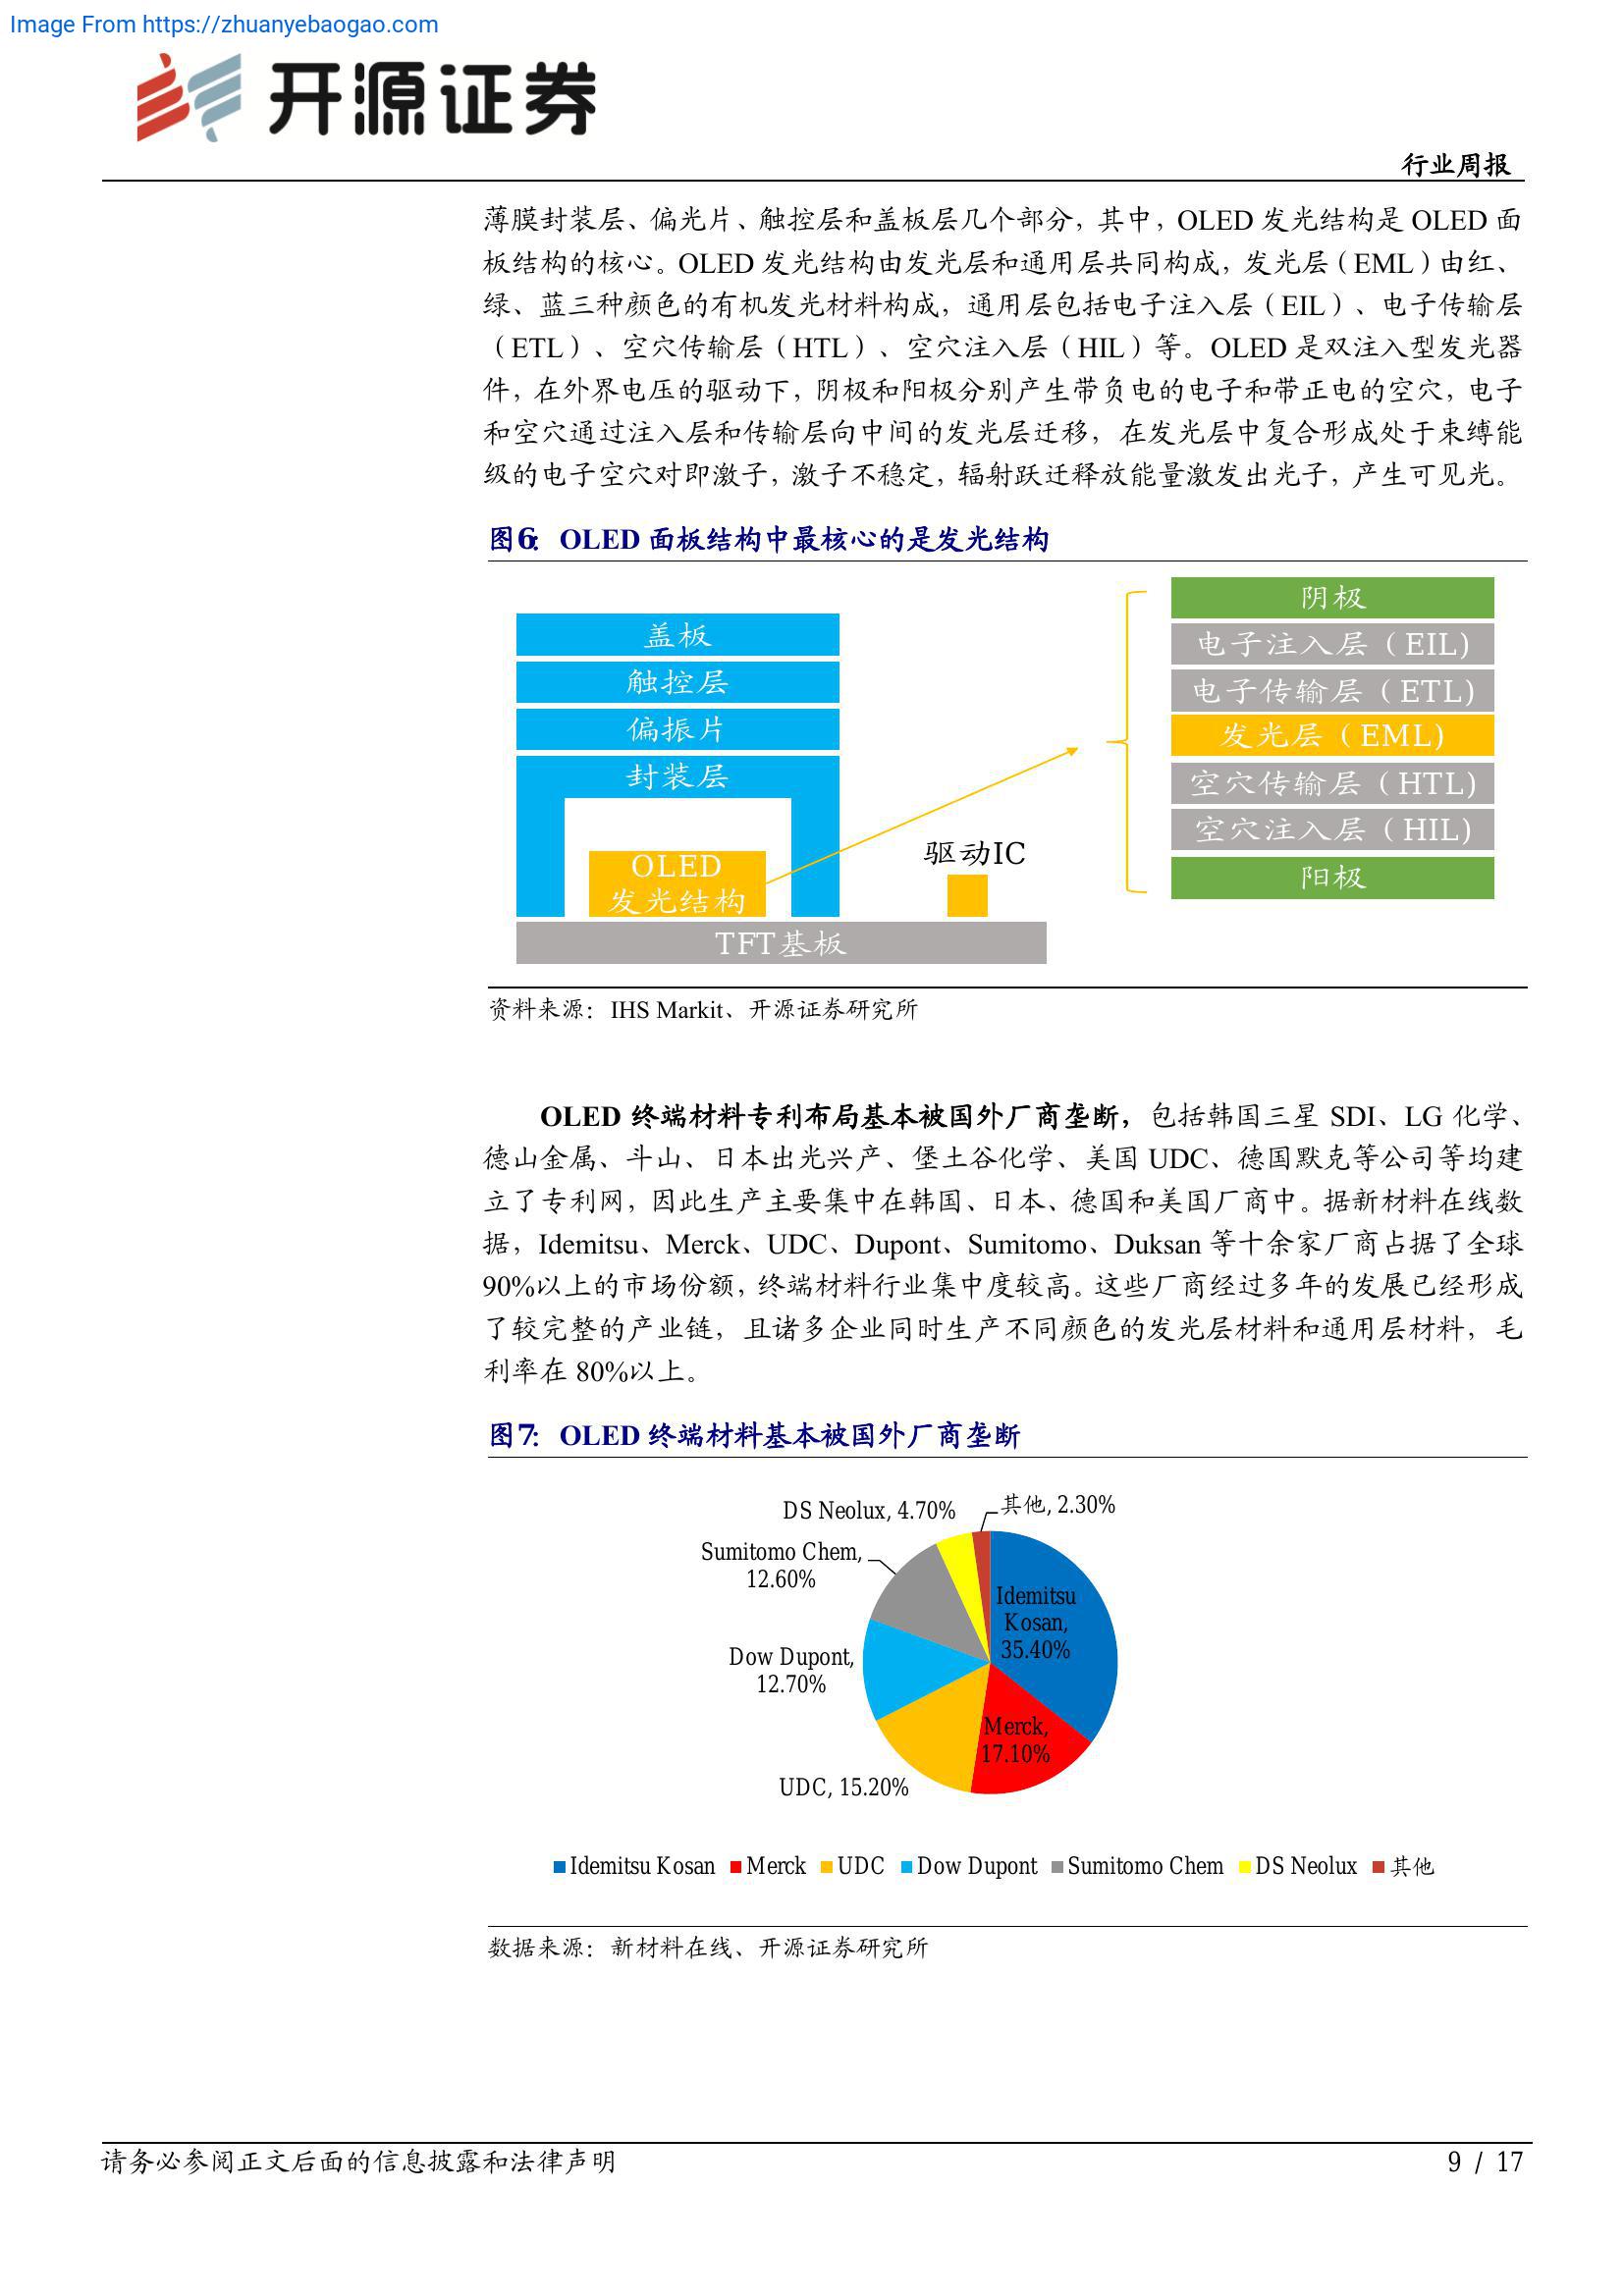 Image From https://zhuanyebaogao.com
开源证券
行业周报
薄膜封装层、偏光片、触控层和盖板层几个部分，其中，OLED 发光结构是 OLED 面
板结构的核心。OLED 发光结构由发光层和通用层共同构成，发光层（EML）由红、
绿、蓝三种颜色的有机发光材料构成，通用层包括电子注入层（EIL）、电子传输层
（ETL）、空穴传输层（HTL）、空穴注入层（HIL）等。OLED 是双注入型发光器
件，在外界电压的驱动下，阴极和阳极分别产生带负电的电子和带正电的空穴，电子
和空穴通过注入层和传输层向中间的发光层迁移，在发光层中复合形成处于束缚能
级的电子空穴对即激子，激子不稳定，辐射跃迁释放能量激发出光子，产生可见光。
图6：OLED 面板结构中最核心的是发光结构
盖板
触控层
偏振片
封装层
OLED
发光结构
驱动IC
TFT基板
阴极
电子注入层（EIL)
电子传输层（ETL)
发光层（EML)
空穴传输层（HTL)
空穴注入层（HIL)
阳极
资料来源：IHS Markit、开源证券研究所
OLED 终端材料专利布局基本被国外厂商垄断，包括韩国三星 SDI、LG 化学、
德山金属、斗山、日本出光兴产、堡土谷化学、美国 UDC、德国默克等公司等均建
立了专利网，因此生产主要集中在韩国、日本、德国和美国厂商中。据新材料在线数
据，Idemitsu、Merck、UDC、Dupont、Sumitomo、Duksan 等十余家厂商占据了全球
90%以上的市场份额，终端材料行业集中度较高。这些厂商经过多年的发展已经形成
了较完整的产业链，且诸多企业同时生产不同颜色的发光层材料和通用层材料，毛
利率在 80%以上。
图7：OLED 终端材料基本被国外厂商垄断
DS Neolux, 4.70%
其他, 2.30%
Sumitomo Chem,
12.60%
Idemitsu
Kosan,
35.40%
Dow Dupont,
12.70%
Merck,
17.10%
UDC, 15.20%
Idemitsu Kosan Merck UDC Dow Dupont Sumitomo Chem DS Neolux 其他
数据来源：新材料在线、开源证券研究所
请务必参阅正文后面的信息披露和法律声明
9 / 17